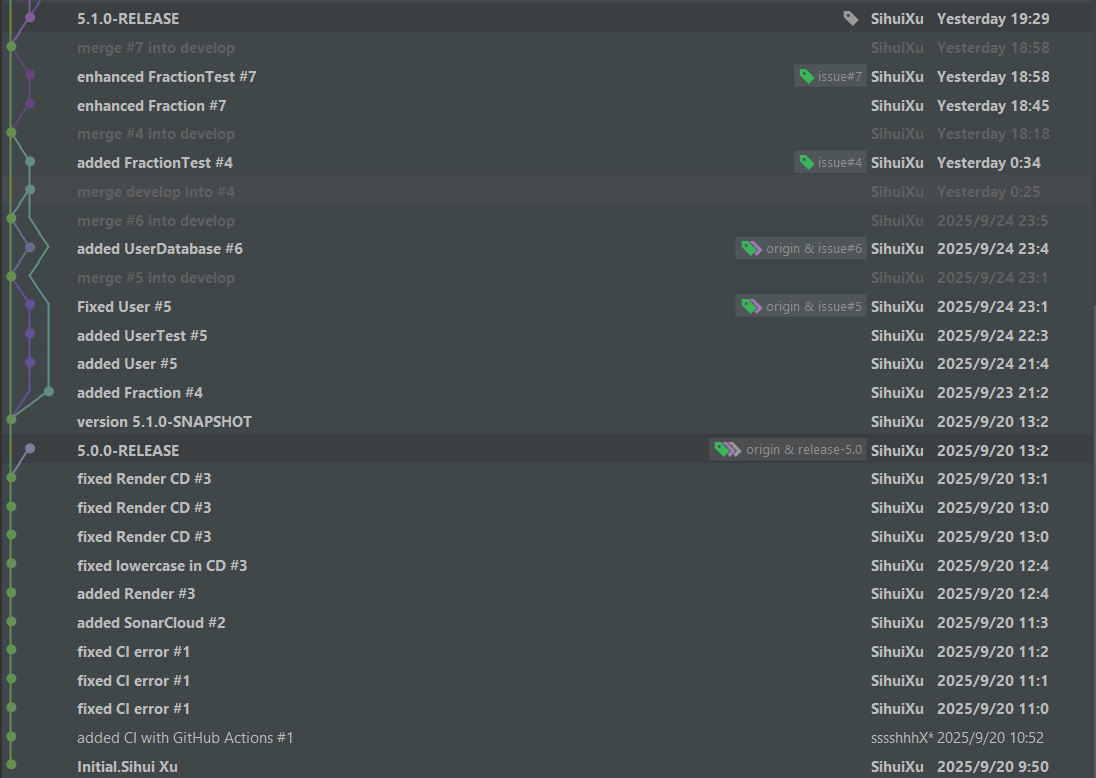 5.1.0-RELEASE SihuiXu Yesterday 19:29
merge #7 into develop SihuiXu Yesterday 18:58
enhanced FractionTest #7 issue#7 SihuiXu Yesterday 18:58
enhanced Fraction #7 SihuiXu Yesterday 18:45
merge #4 into develop SihuiXu Yesterday 18:18
added FractionTest #4 issue#4 SihuiXu Yesterday 0:34
merge develop into #4 SihuiXu Yesterday 0:25
merge #6 into develop SihuiXu 2025/9/24 23:5
added UserDatabase #6 origin & issue#6 SihuiXu 2025/9/24 23:4
merge #5 into develop SihuiXu 2025/9/24 23:1
Fixed User #5 origin & issue#5 SihuiXu 2025/9/24 23:1
added UserTest #5 SihuiXu 2025/9/24 22:3
added User #5 SihuiXu 2025/9/24 21:4
added Fraction #4 SihuiXu 2025/9/23 21:2
version 5.1.0-SNAPSHOT SihuiXu 2025/9/20 13:2
5.0.0-RELEASE origin & release-5.0 SihuiXu 2025/9/20 13:2
fixed Render CD #3 SihuiXu 2025/9/20 13:1
fixed Render CD #3 SihuiXu 2025/9/20 13:0
fixed Render CD #3 SihuiXu 2025/9/20 13:0
fixed lowercase in CD #3 SihuiXu 2025/9/20 12:4
added Render #3 SihuiXu 2025/9/20 12:4
added SonarCloud #2 SihuiXu 2025/9/20 11:3
fixed CI error #1 SihuiXu 2025/9/20 11:2
fixed CI error #1 SihuiXu 2025/9/20 11:1
fixed CI error #1 SihuiXu 2025/9/20 11:0
added CI with GitHub Actions #1 sssshhhX* 2025/9/20 10:52
Initial.Sihui Xu SihuiXu 2025/9/20 9:50